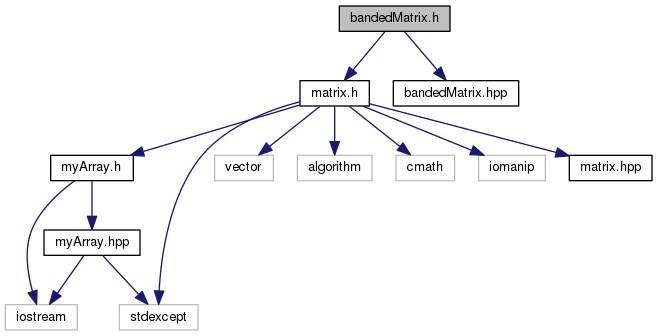 bandedMatrix.h
matrix.h
bandedMatrix.hpp
myArray.h
vector
algorithm
cmath
iomanip
matrix.hpp
myArray.hpp
iostream
stdexcept